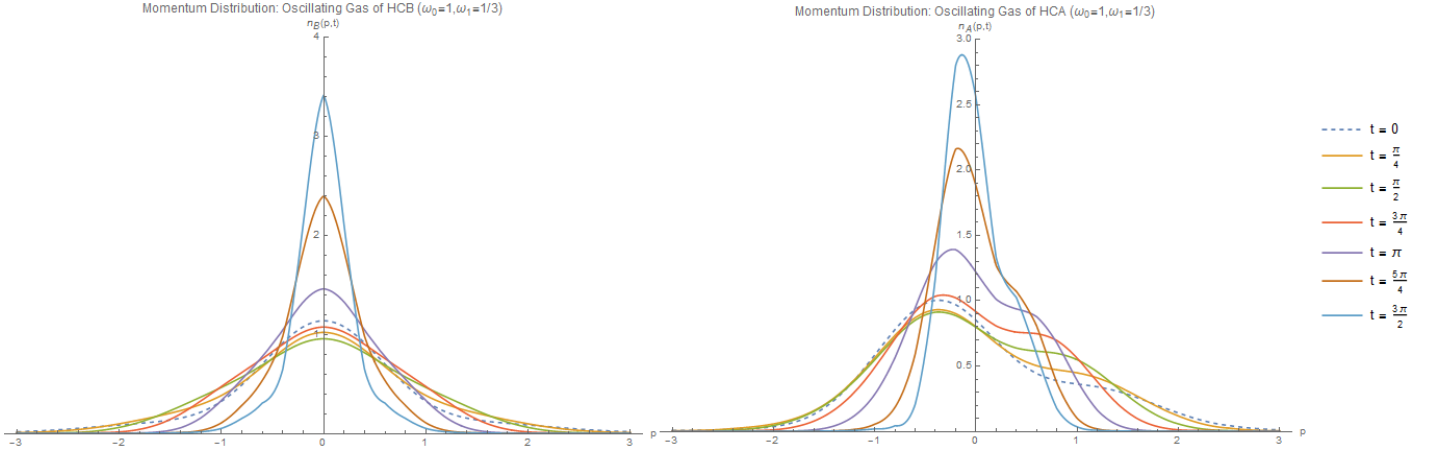 Momentum Distribution: Oscillating Gas of HCB (ω₀=1,ω₁=1/3)
n_B(p,t)
4
3
2
1
-3 -2 -1 0 1 2 3 p
Momentum Distribution: Oscillating Gas of HCA (ω₀=1,ω₁=1/3)
n_A(p,t)
3.0
2.5
2.0
1.5
1.0
0.5
-3 -2 -1 0 1 2 3 p
t = 0
t = π/4
t = π/2
t = 3π/4
t = π
t = 5π/4
t = 3π/2